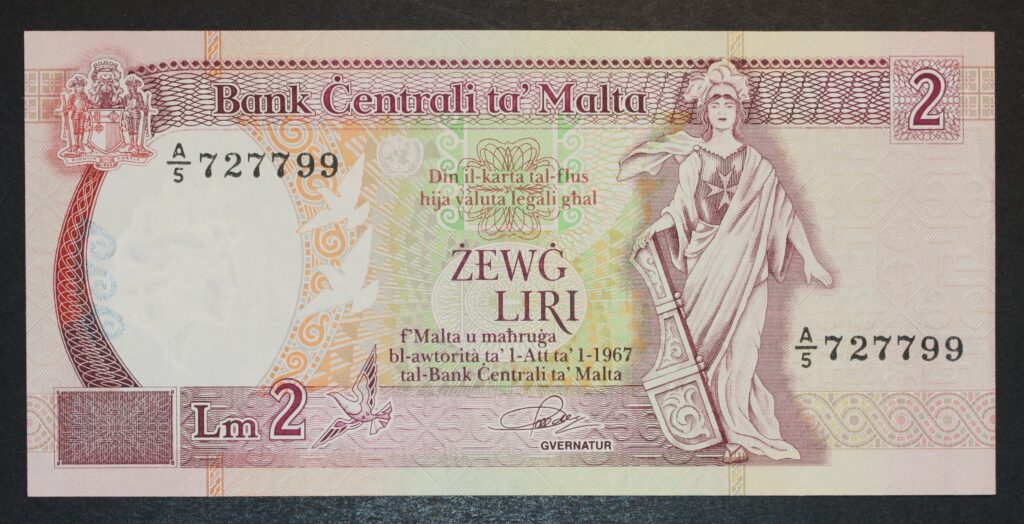 Bank Ċentrali ta' Malta
2
A/5 727799
Din il-karta tal-flus
hija valuta legali għal
ŻEWĠ
LIRI
f'Malta u maħruġa
bl-awtorità ta' l-Att ta' l-1967
tal-Bank Ċentrali ta' Malta
A/5 727799
Lm 2
GVERNATUR